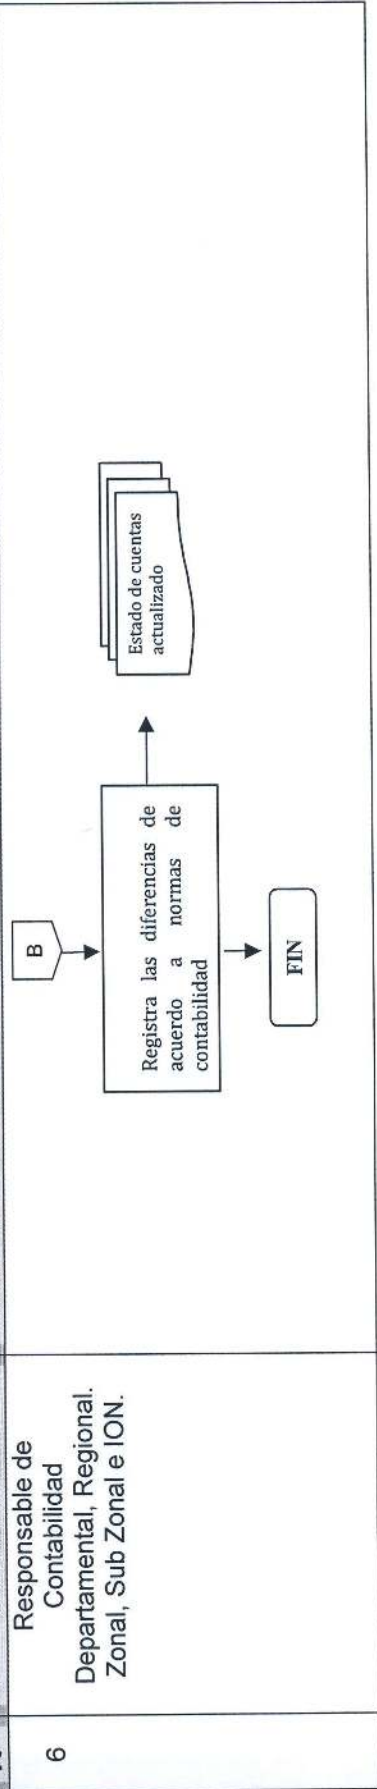 6
Responsable de
Contabilidad
Departamental, Regional.
Zonal, Sub Zonal e ION.
B
Registra las diferencias de
acuerdo a normas de
contabilidad
Estado de cuentas
actualizado
FIN